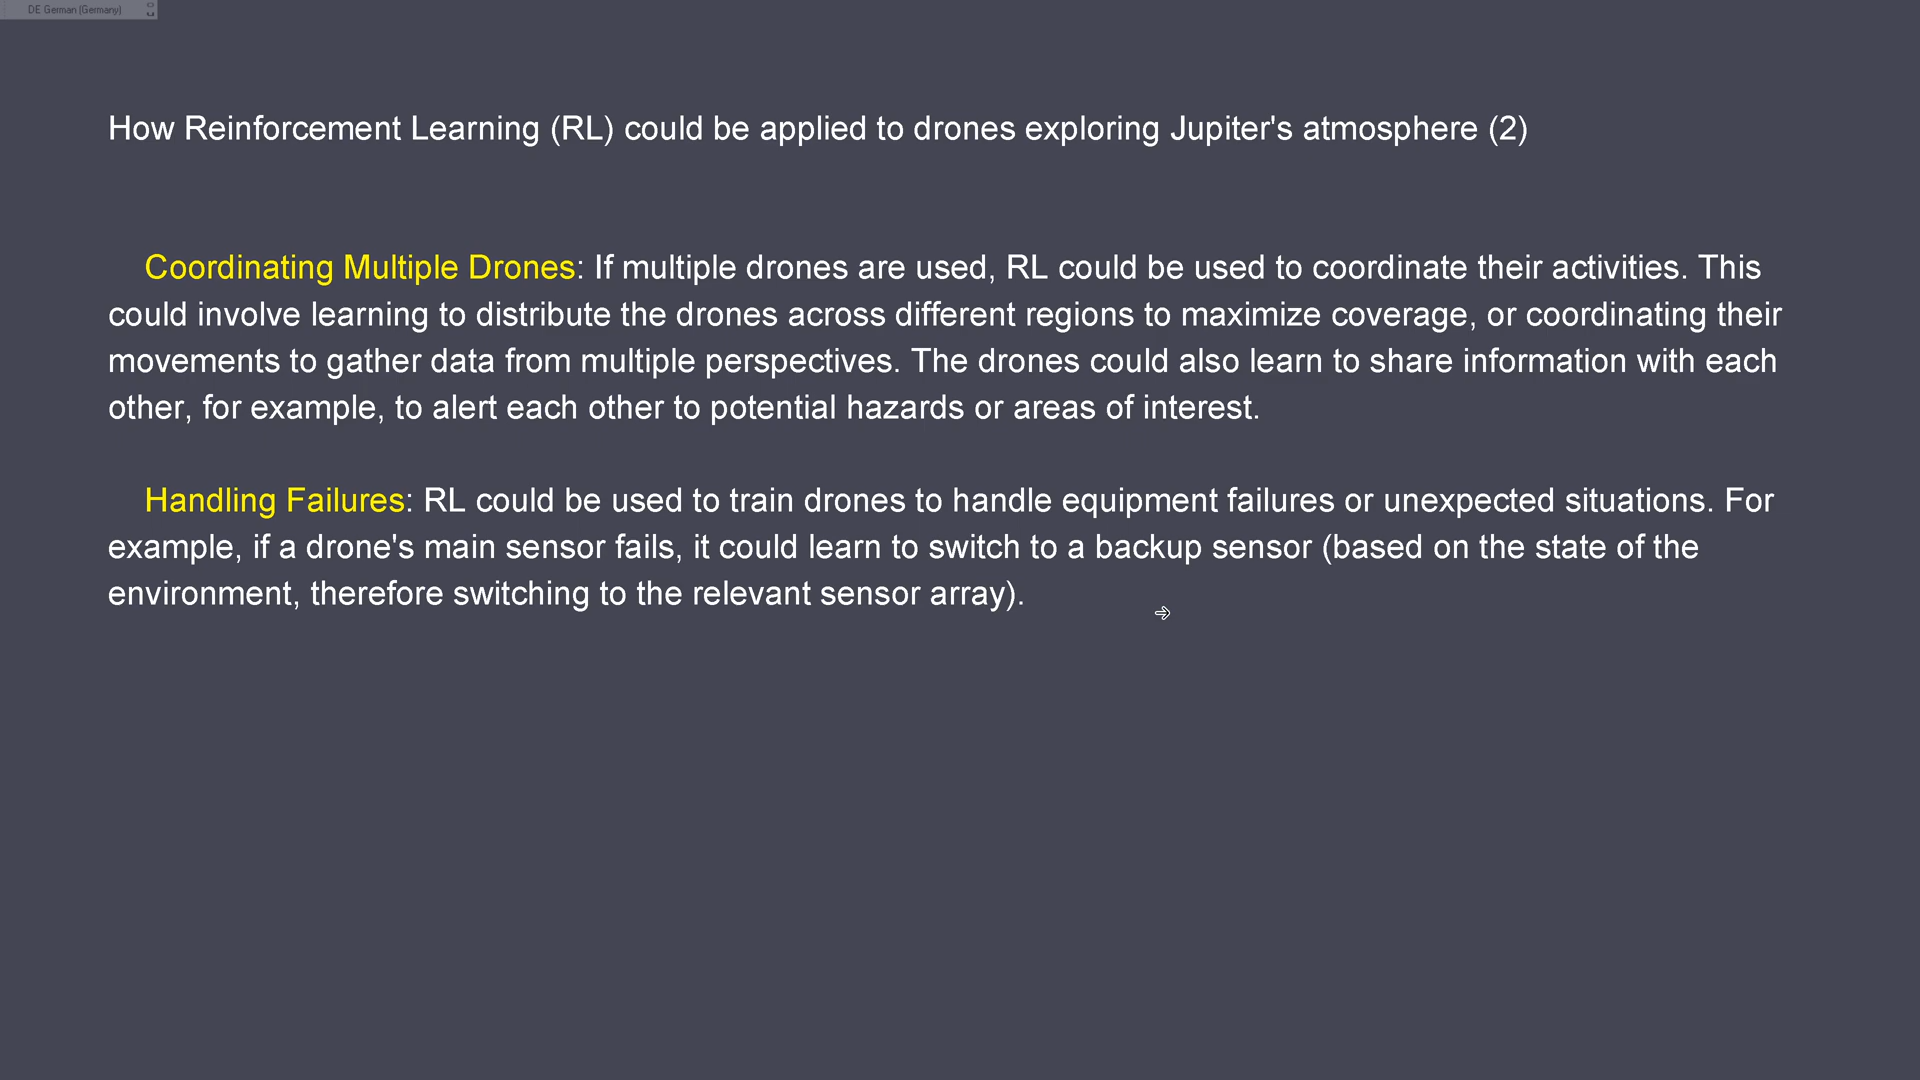 DE German (Germany)
How Reinforcement Learning (RL) could be applied to drones exploring Jupiter's atmosphere (2)
Coordinating Multiple Drones: If multiple drones are used, RL could be used to coordinate their activities. This
could involve learning to distribute the drones across different regions to maximize coverage, or coordinating their
movements to gather data from multiple perspectives. The drones could also learn to share information with each
other, for example, to alert each other to potential hazards or areas of interest.
Handling Failures: RL could be used to train drones to handle equipment failures or unexpected situations. For
example, if a drone's main sensor fails, it could learn to switch to a backup sensor (based on the state of the
environment, therefore switching to the relevant sensor array).